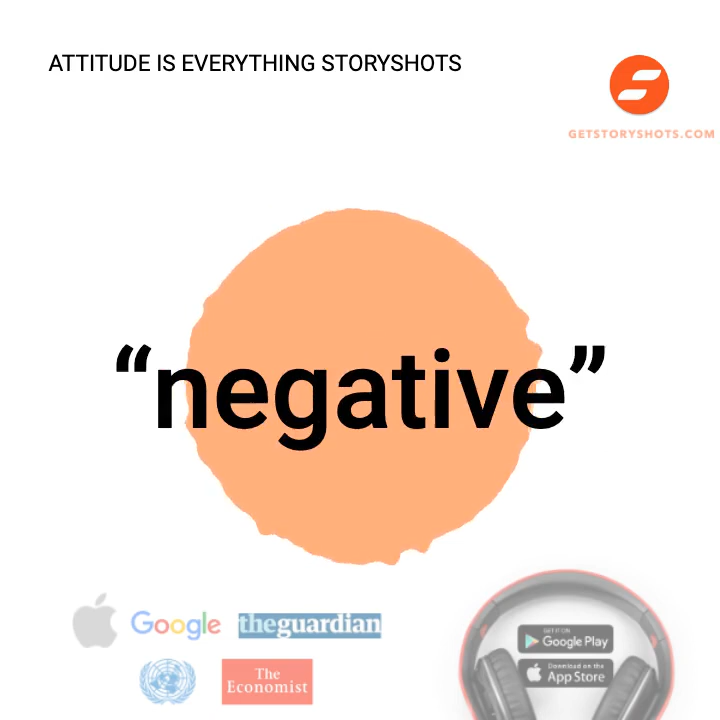 ATTITUDE IS EVERYTHING STORYSHOTS
GETSTORYSHOTS.COM
“negative”
Google
theguardian
The
Economist
GET IT ON
Google Play
Download on the
App Store